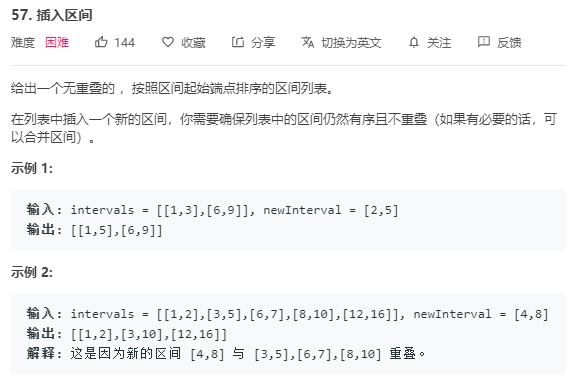 57. 插入区间
难度 困难 144 收藏 分享 切换为英文 关注 反馈
给出一个无重叠的 ，按照区间起始端点排序的区间列表。
在列表中插入一个新的区间，你需要确保列表中的区间仍然有序且不重叠（如果有必要的话，可
以合并区间）。
示例 1:
输入: intervals = [[1,3],[6,9]], newInterval = [2,5]
输出: [[1,5],[6,9]]
示例 2:
输入: intervals = [[1,2],[3,5],[6,7],[8,10],[12,16]], newInterval = [4,8]
输出: [[1,2],[3,10],[12,16]]
解释: 这是因为新的区间 [4,8] 与 [3,5],[6,7],[8,10] 重叠。